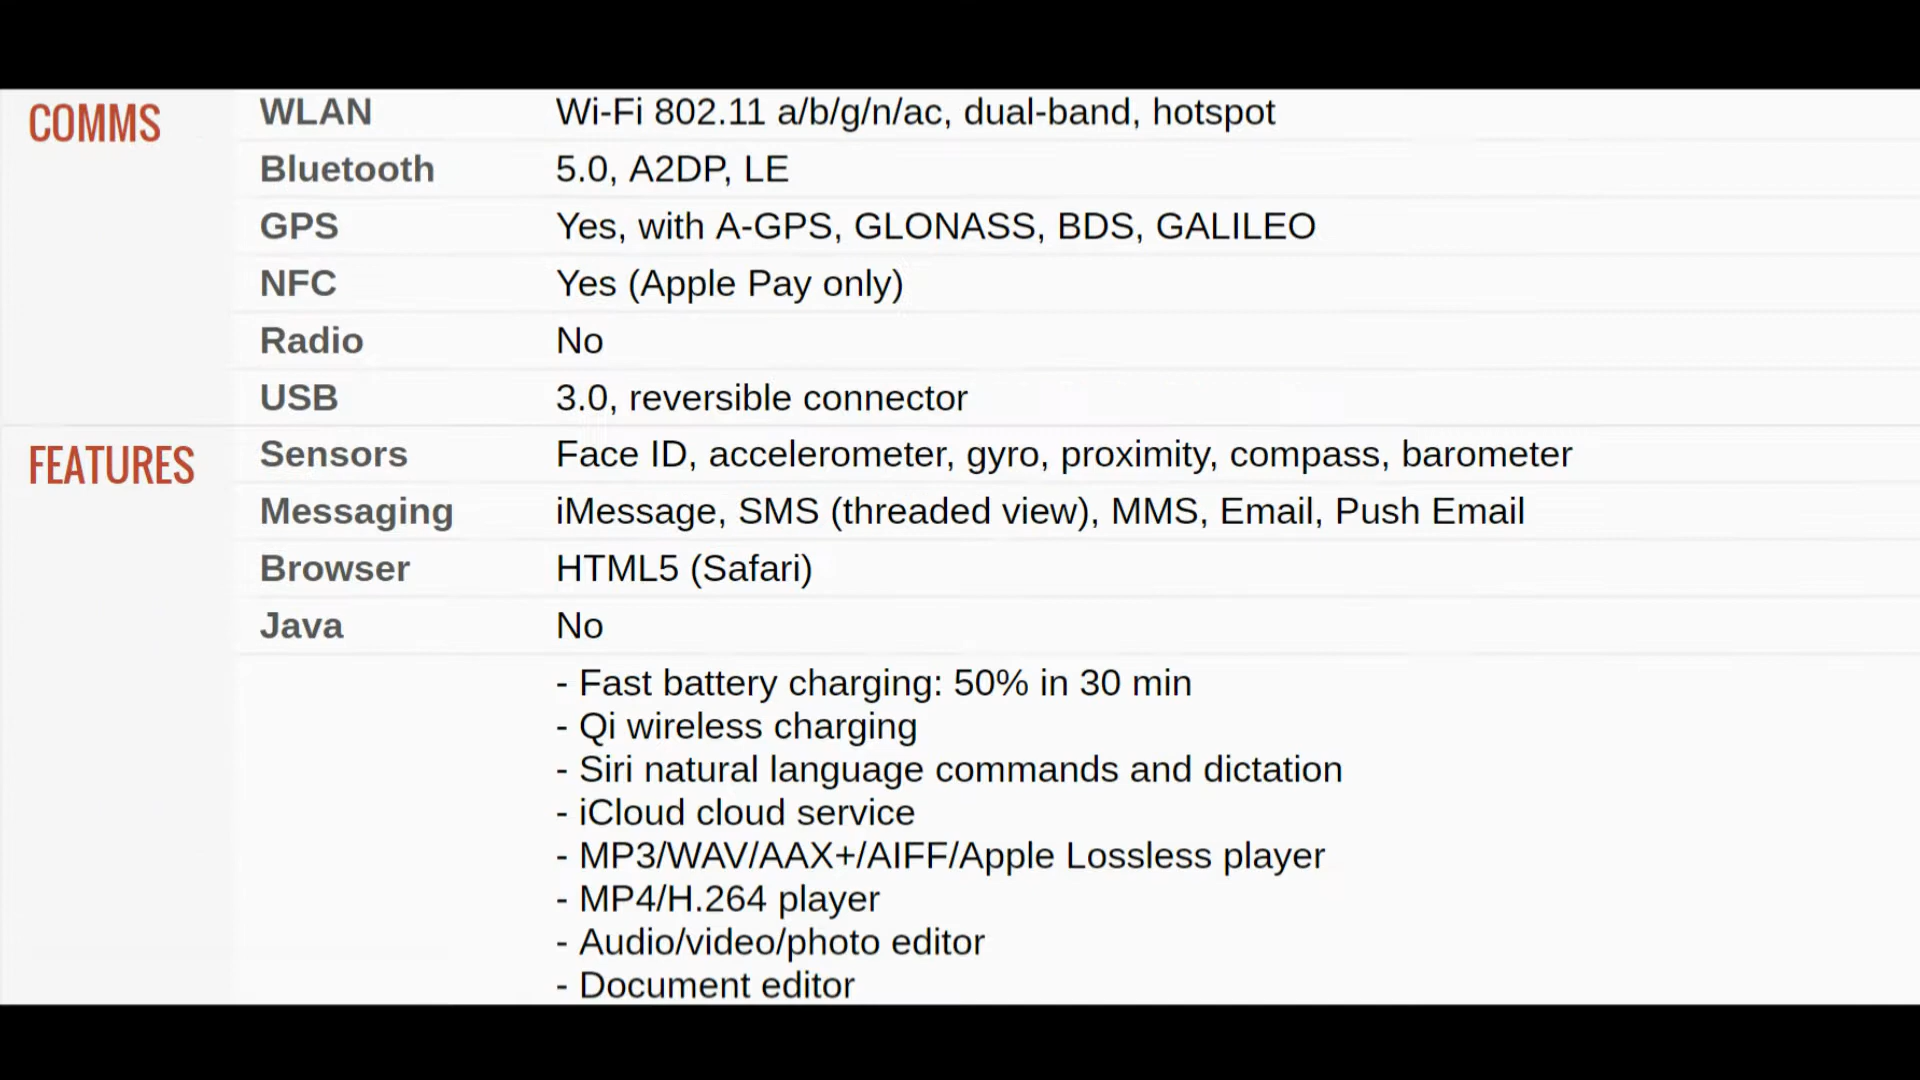 COMMS WLAN Wi-Fi 802.11 a/b/g/n/ac, dual-band, hotspot
Bluetooth 5.0, A2DP, LE
GPS Yes, with A-GPS, GLONASS, BDS, GALILEO
NFC Yes (Apple Pay only)
Radio No
USB 3.0, reversible connector
FEATURES Sensors Face ID, accelerometer, gyro, proximity, compass, barometer
Messaging iMessage, SMS (threaded view), MMS, Email, Push Email
Browser HTML5 (Safari)
Java No
- Fast battery charging: 50% in 30 min
- Qi wireless charging
- Siri natural language commands and dictation
- iCloud cloud service
- MP3/WAV/AAX+/AIFF/Apple Lossless player
- MP4/H.264 player
- Audio/video/photo editor
- Document editor